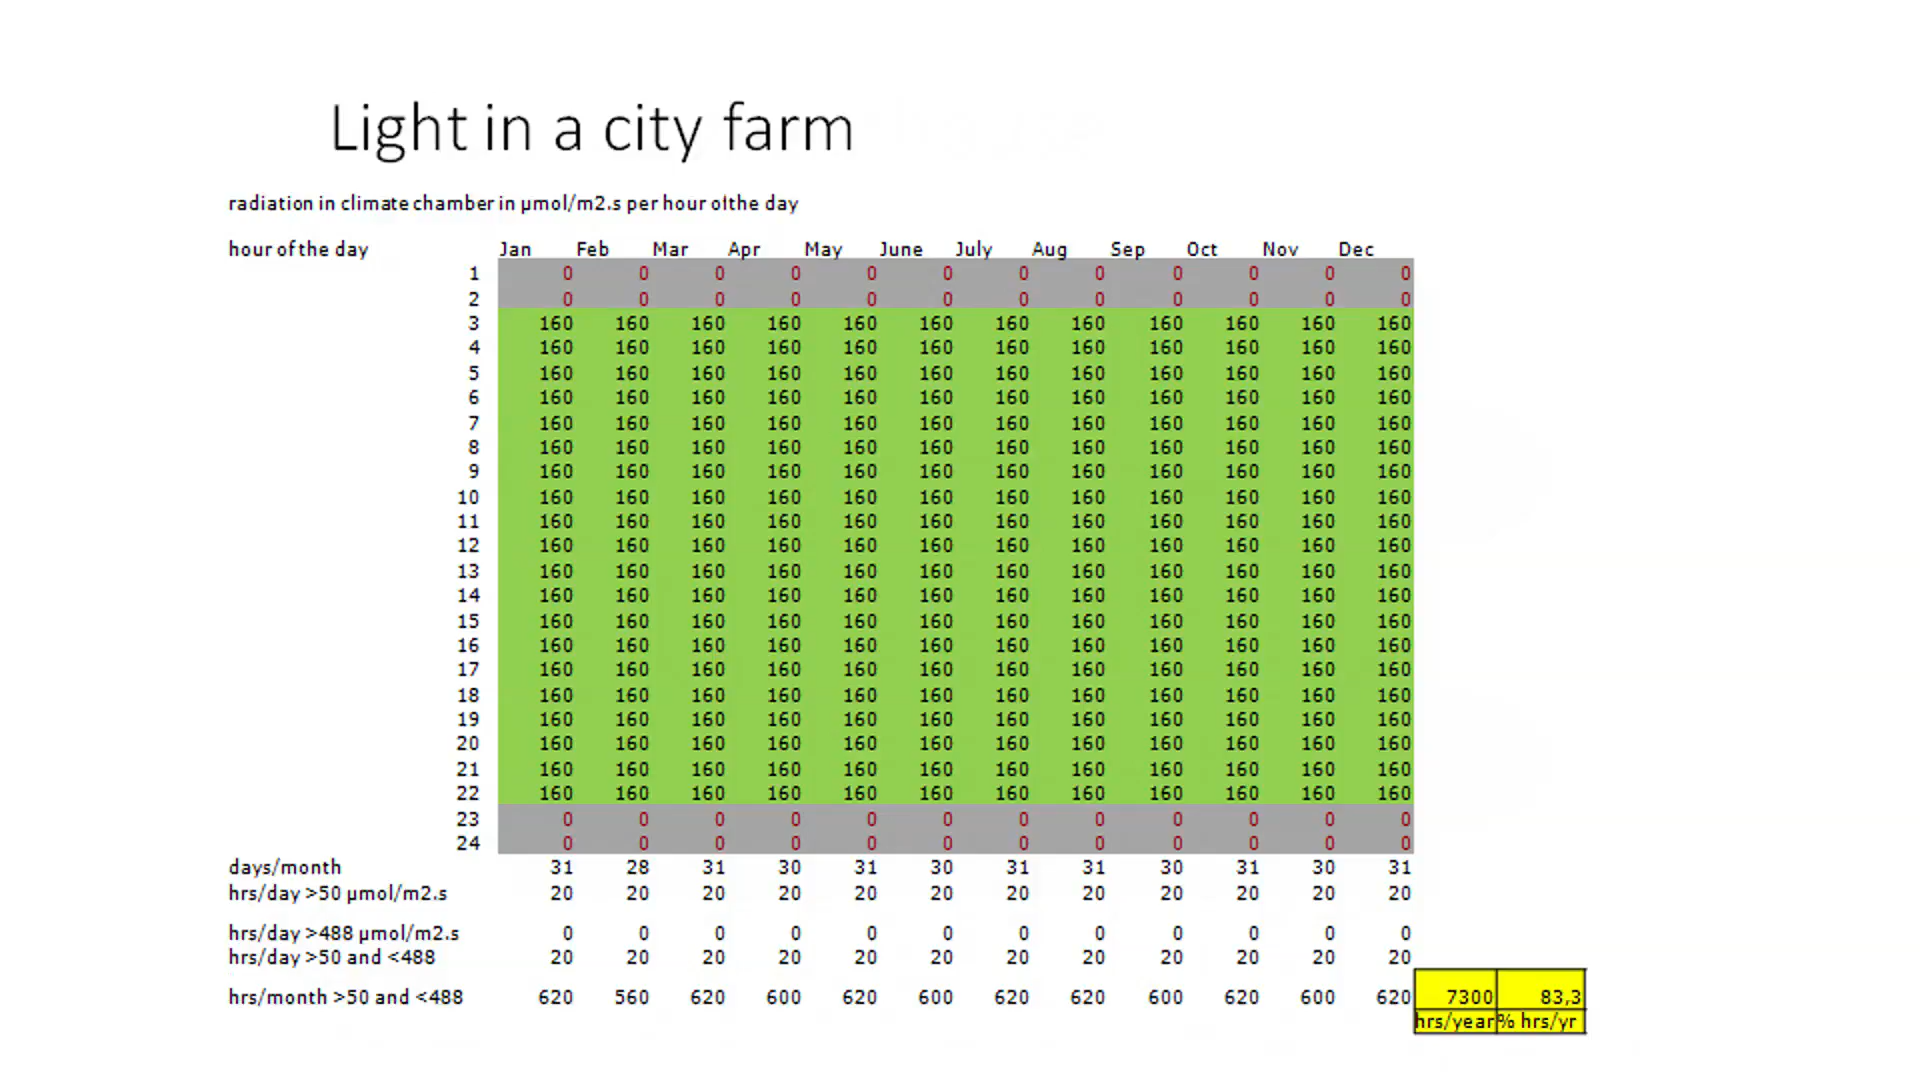 Light in a city farm
radiation in climate chamber in µmol/m2.s per hour of the day
hour of the day Jan Feb Mar Apr May June July Aug Sep Oct Nov Dec
1 0 0 0 0 0 0 0 0 0 0 0 0
2 0 0 0 0 0 0 0 0 0 0 0 0
3 160 160 160 160 160 160 160 160 160 160 160 160
4 160 160 160 160 160 160 160 160 160 160 160 160
5 160 160 160 160 160 160 160 160 160 160 160 160
6 160 160 160 160 160 160 160 160 160 160 160 160
7 160 160 160 160 160 160 160 160 160 160 160 160
8 160 160 160 160 160 160 160 160 160 160 160 160
9 160 160 160 160 160 160 160 160 160 160 160 160
10 160 160 160 160 160 160 160 160 160 160 160 160
11 160 160 160 160 160 160 160 160 160 160 160 160
12 160 160 160 160 160 160 160 160 160 160 160 160
13 160 160 160 160 160 160 160 160 160 160 160 160
14 160 160 160 160 160 160 160 160 160 160 160 160
15 160 160 160 160 160 160 160 160 160 160 160 160
16 160 160 160 160 160 160 160 160 160 160 160 160
17 160 160 160 160 160 160 160 160 160 160 160 160
18 160 160 160 160 160 160 160 160 160 160 160 160
19 160 160 160 160 160 160 160 160 160 160 160 160
20 160 160 160 160 160 160 160 160 160 160 160 160
21 160 160 160 160 160 160 160 160 160 160 160 160
22 160 160 160 160 160 160 160 160 160 160 160 160
23 0 0 0 0 0 0 0 0 0 0 0 0
24 0 0 0 0 0 0 0 0 0 0 0 0
days/month 31 28 31 30 31 30 31 31 30 31 30 31
hrs/day >50 µmol/m2.s 20 20 20 20 20 20 20 20 20 20 20 20
hrs/day >488 µmol/m2.s 0 0 0 0 0 0 0 0 0 0 0 0
hrs/day >50 and <488 20 20 20 20 20 20 20 20 20 20 20 20
hrs/month >50 and <488 620 560 620 600 620 600 620 620 600 620 600 620 7300 83,3
hrs/year % hrs/yr